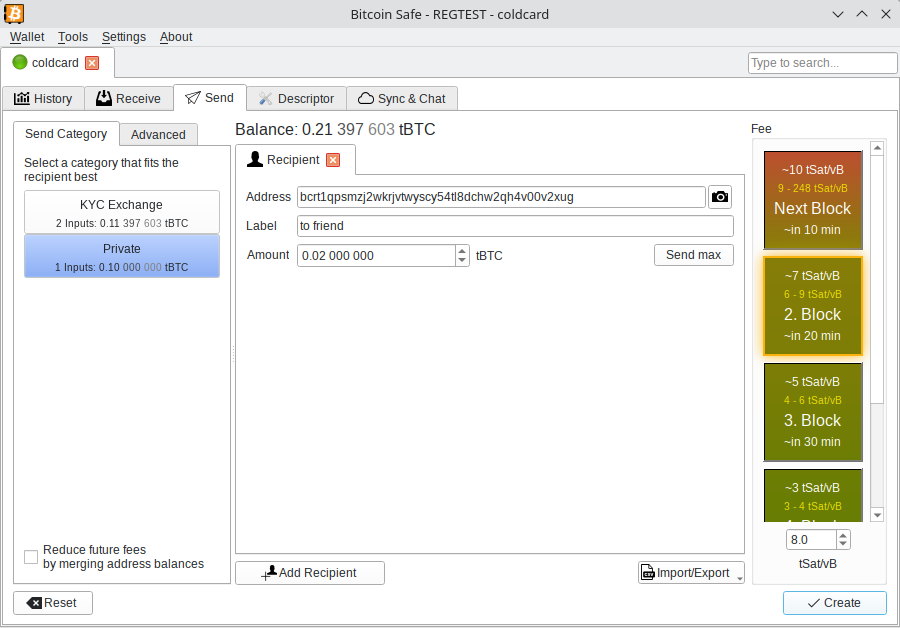 Bitcoin Safe - REGTEST - coldcard
Wallet Tools Settings About
coldcard
Type to search...
History Receive Send Descriptor Sync & Chat
Send Category Advanced
Select a category that fits the
recipient best
KYC Exchange
2 Inputs: 0.11 397 603 tBTC
Private
1 Inputs: 0.10 000 000 tBTC
Reduce future fees
by merging address balances
Reset
Balance: 0.21 397 603 tBTC
Recipient
Address bcrt1qpsmzj2wkrjvtwyscy54tl8dchw2qh4v00v2xug
Label to friend
Amount 0.02 000 000 tBTC Send max
Add Recipient
CSV Import/Export
Fee
~10 tSat/vB
9 - 248 tSat/vB
Next Block
~in 10 min
~7 tSat/vB
6 - 9 tSat/vB
2. Block
~in 20 min
~5 tSat/vB
4 - 6 tSat/vB
3. Block
~in 30 min
~3 tSat/vB
3 - 4 tSat/vB
4. Block
8.0
tSat/vB
Create